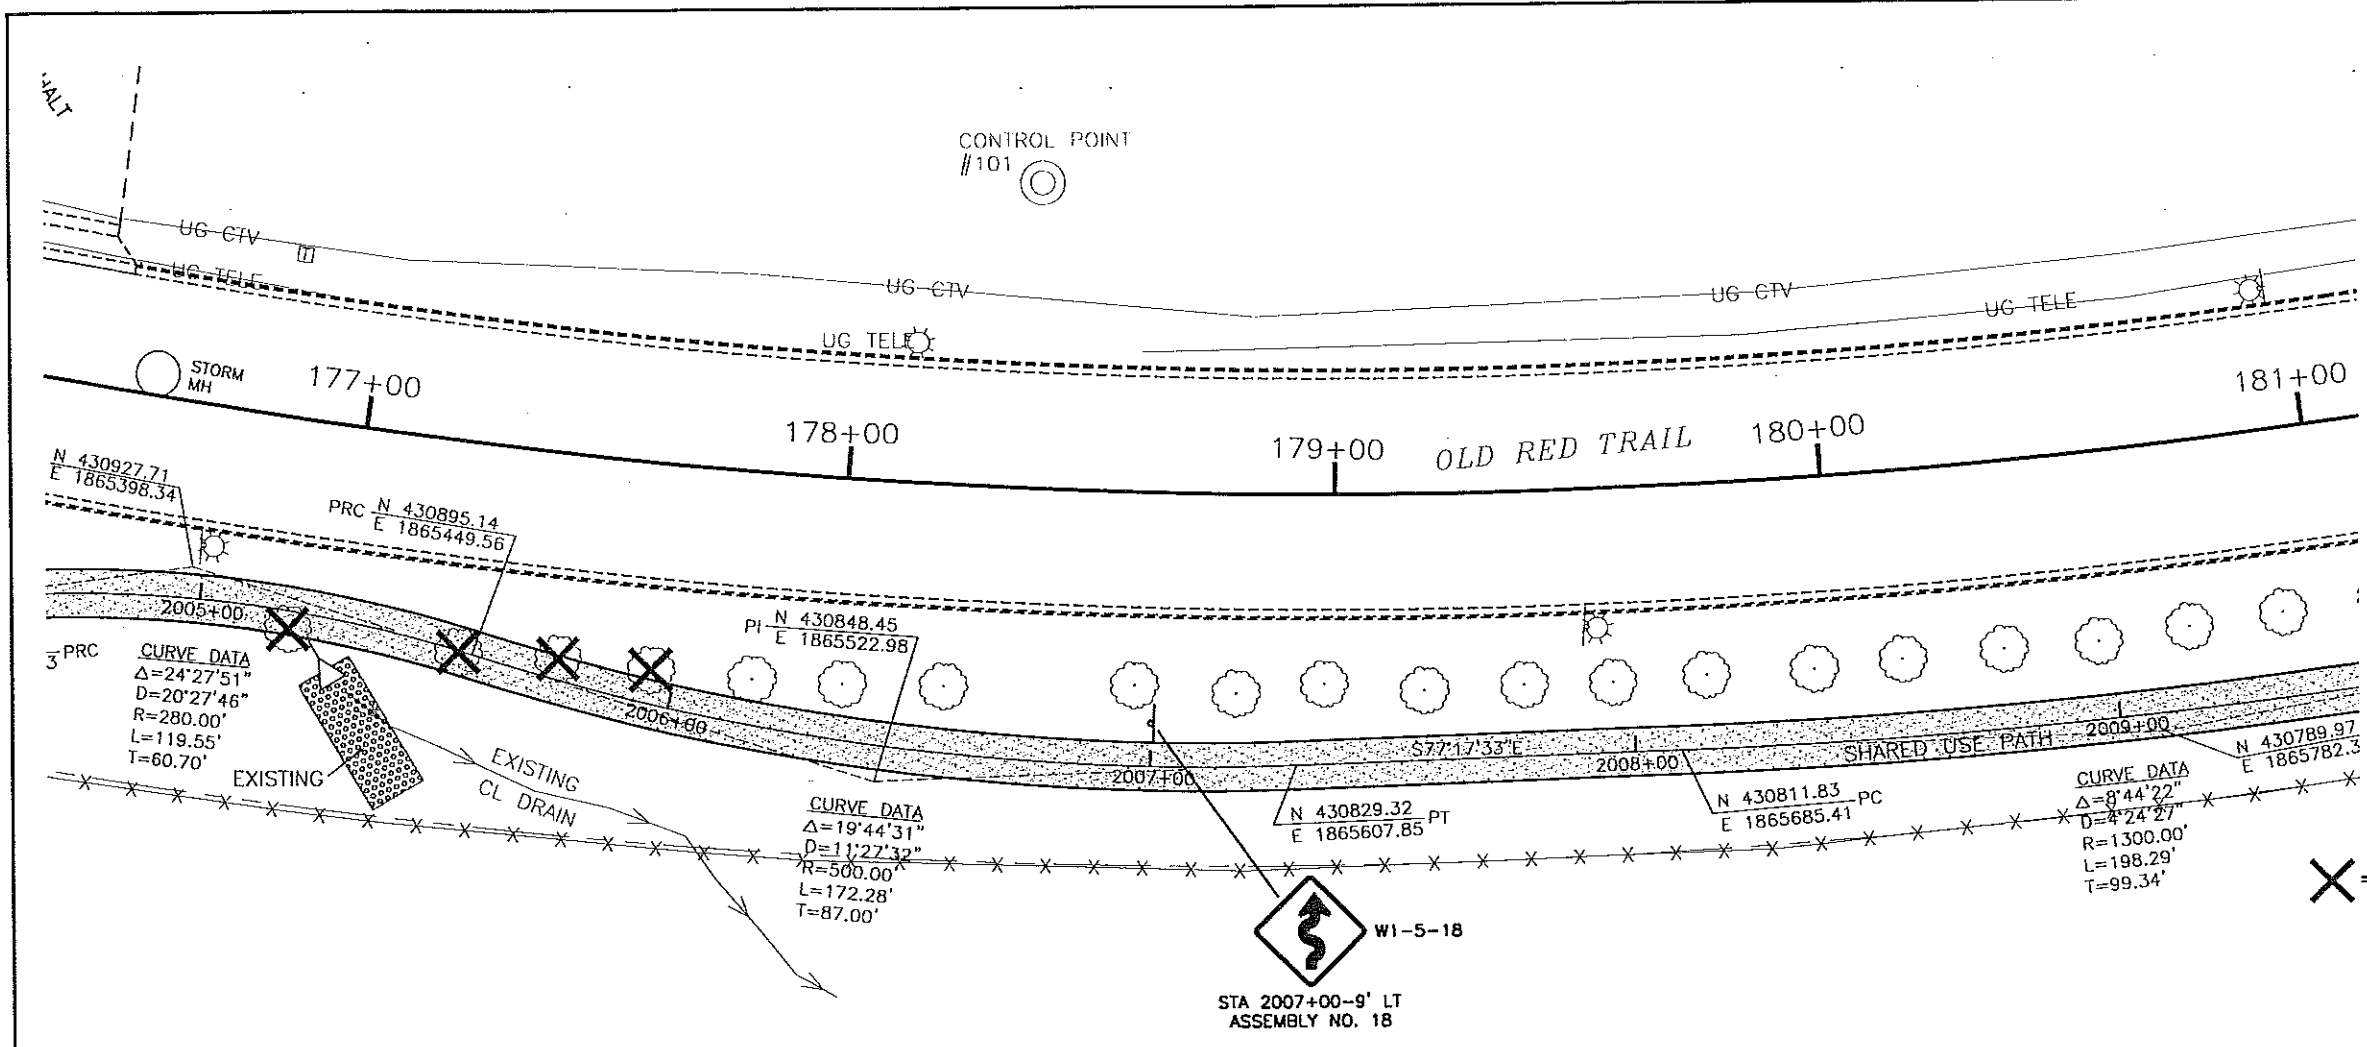 CONTROL POINT
#101
UG CTV
UG TELE
UG CTV
UG TELE
UG CTV
UG TELE
STORM
MH
177+00
178+00
179+00
OLD RED TRAIL
180+00
181+00
N 430927.71
E 1865398.34
PRC N 430895.14
E 1865449.56
PI N 430848.45
E 1865522.98
2005+00
2006+00
2007+00
S77°17'33"E
2008+00
SHARED USE PATH
2009+00
PRC
CURVE DATA
Δ=24°27'51"
D=20°27'46"
R=280.00'
L=119.55'
T=60.70'
EXISTING
EXISTING
CL DRAIN
CURVE DATA
Δ=19°44'31"
D=11°27'32"
R=500.00'
L=172.28'
T=87.00'
N 430829.32 PT
E 1865607.85
N 430811.83 PC
E 1865685.41
N 430789.97
E 1865782.3
CURVE DATA
Δ=8°44'22"
D=4°24'27"
R=1300.00'
L=198.29'
T=99.34'
W1-5-18
STA 2007+00-9' LT
ASSEMBLY NO. 18